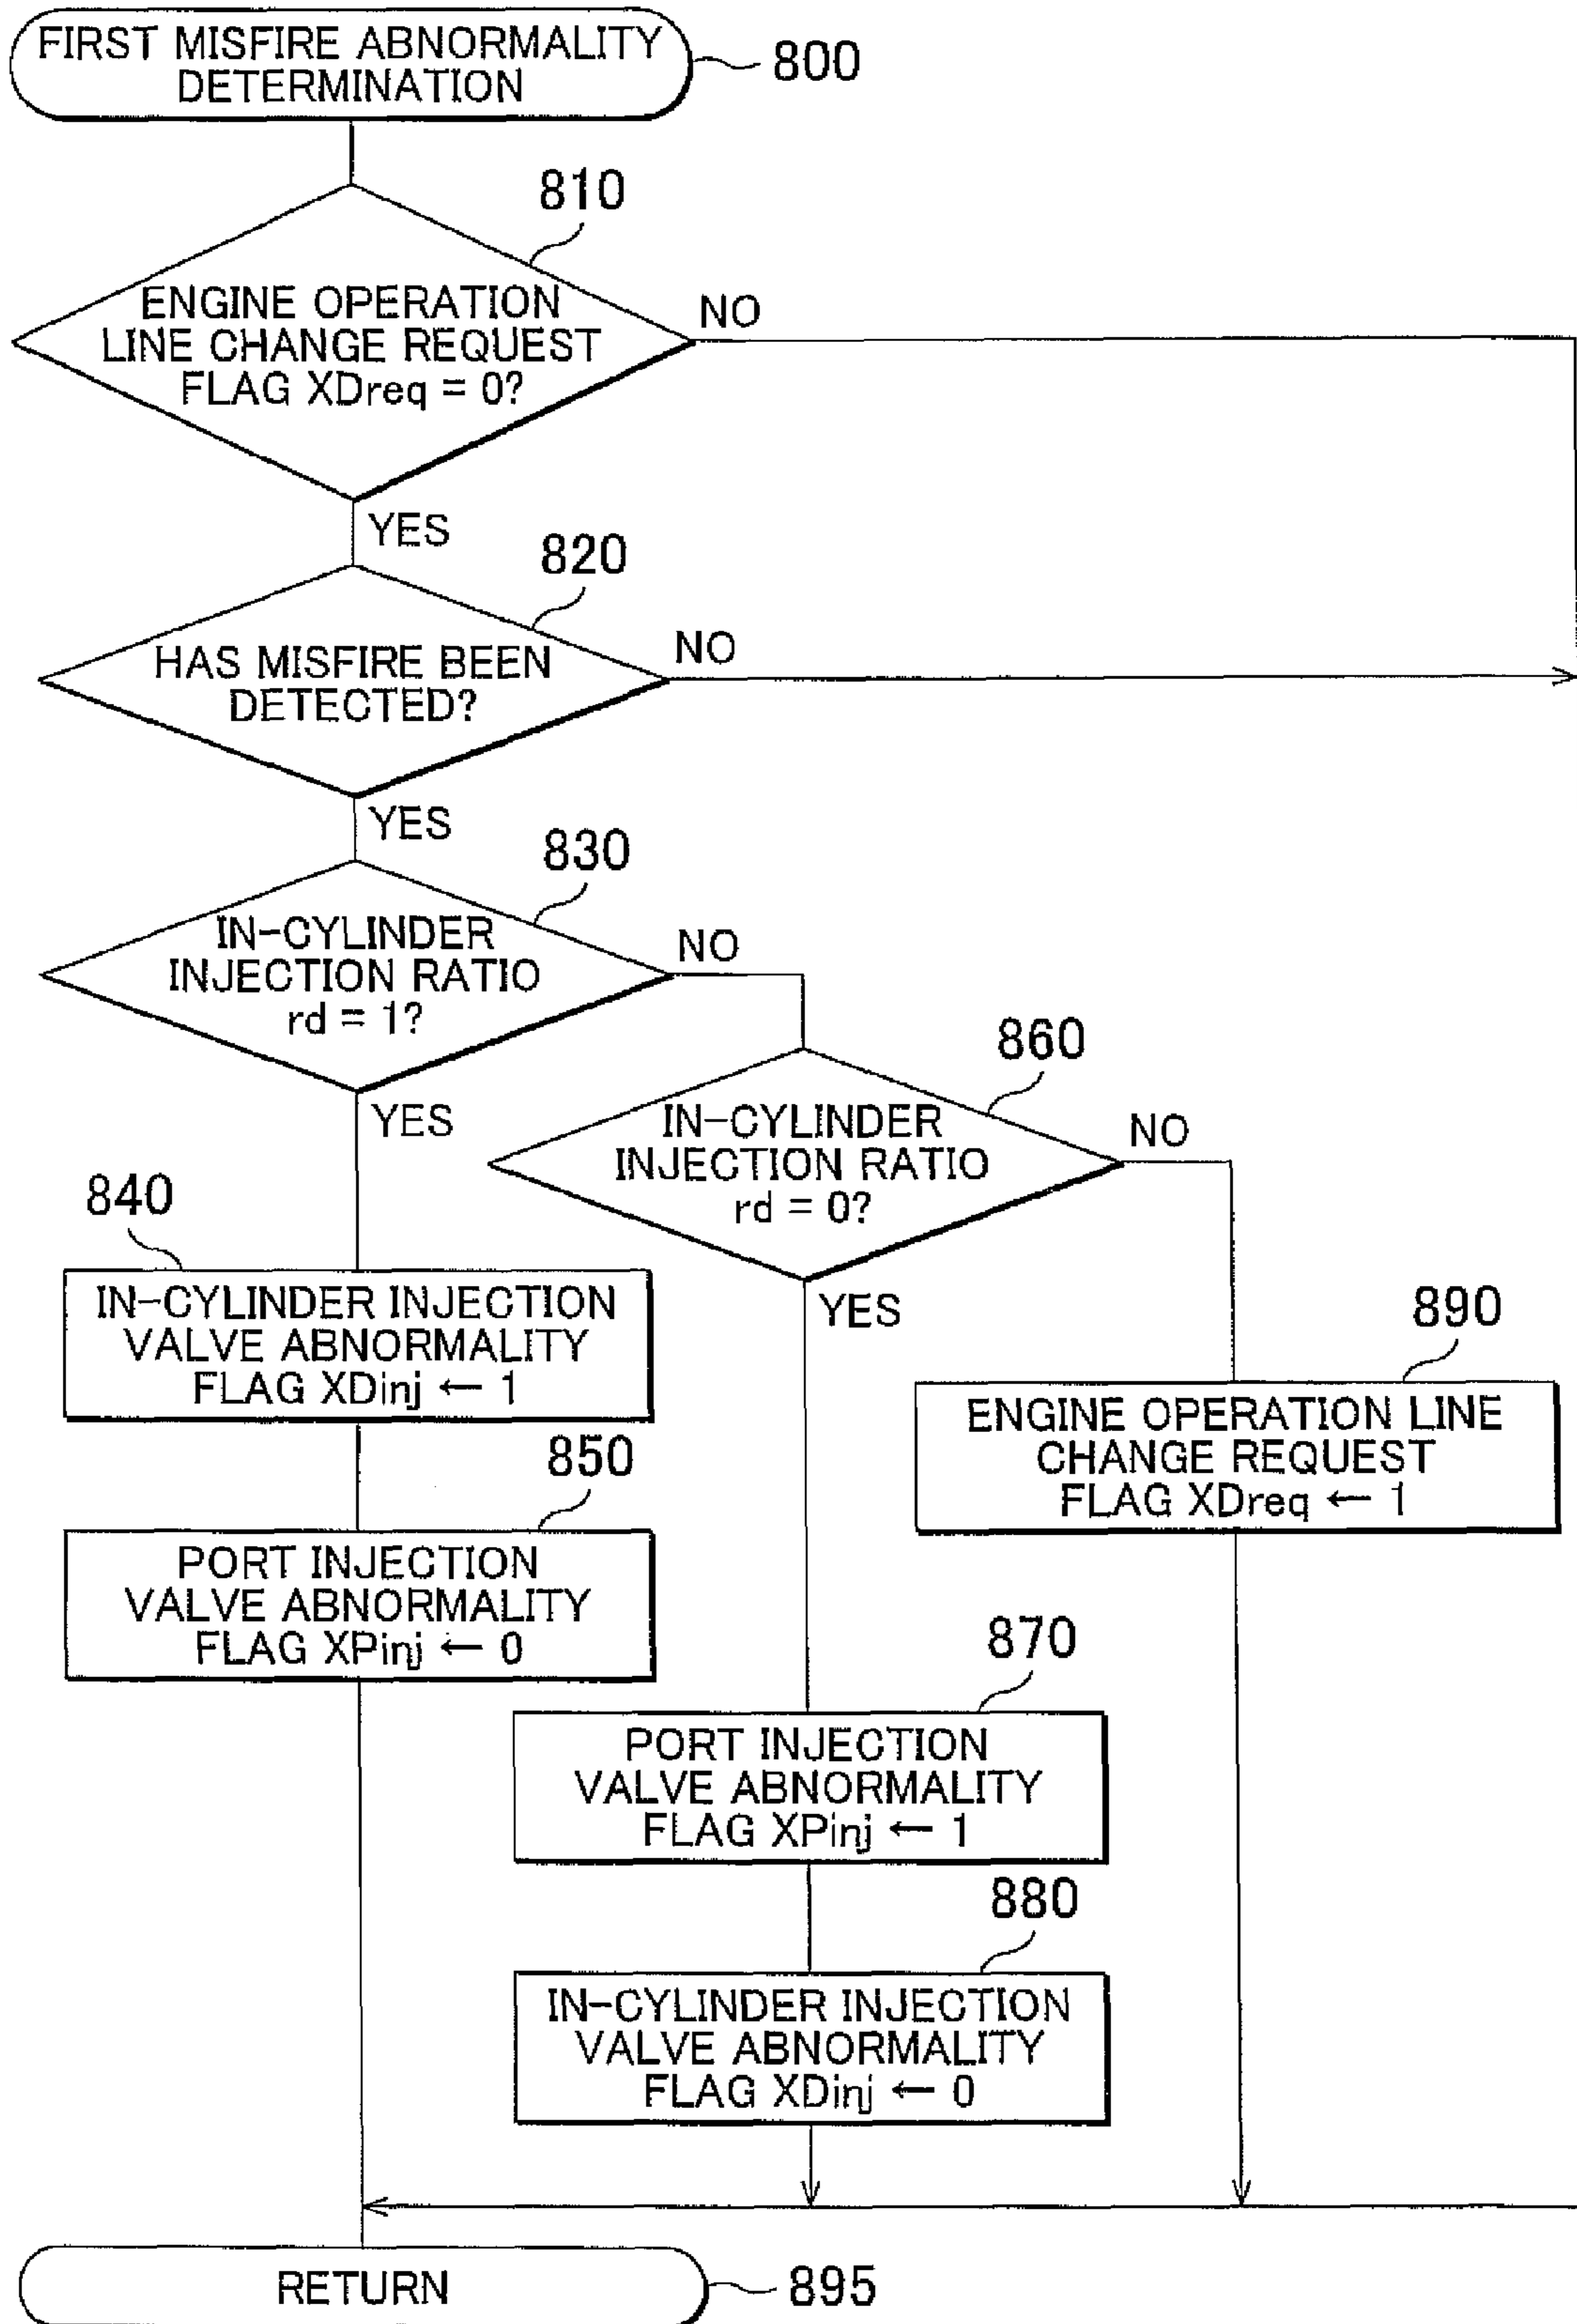 FIRST MISFIRE ABNORMALITY
DETERMINATION
800
810
ENGINE OPERATION
LINE CHANGE REQUEST
FLAG XDreq = 0?
NO
YES
820
HAS MISFIRE BEEN
DETECTED?
NO
YES
830
IN-CYLINDER
INJECTION RATIO
rd = 1?
NO
YES
860
IN-CYLINDER
INJECTION RATIO
rd = 0?
NO
YES
840
IN-CYLINDER INJECTION
VALVE ABNORMALITY
FLAG XDinj ← 1
850
PORT INJECTION
VALVE ABNORMALITY
FLAG XPinj ← 0
890
ENGINE OPERATION LINE
CHANGE REQUEST
FLAG XDreq ← 1
870
PORT INJECTION
VALVE ABNORMALITY
FLAG XPinj ← 1
880
IN-CYLINDER INJECTION
VALVE ABNORMALITY
FLAG XDinj ← 0
RETURN
895